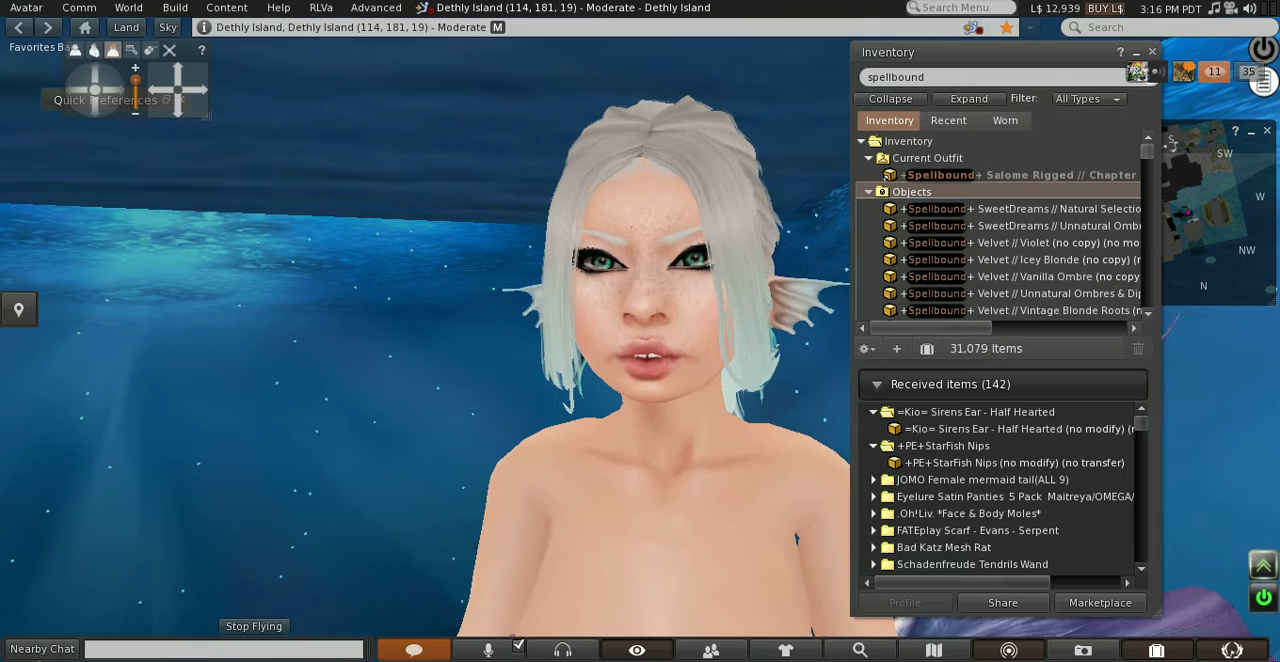 Avatar Comm World Build Content Help RLVa Advanced Dethly Island (114, 181, 19) - Moderate - Dethly Island Search Menu L$ 12,939 BUY L$ 3:16 PM PDT
Land Sky Dethly Island, Dethly Island (114, 181, 19) - Moderate M Search
Favorites Ba
Quick Preferences
Inventory
spellbound
11 35
Collapse Expand Filter: All Types
Inventory Recent Worn
Inventory
Current Outfit
+Spellbound+ Salome Rigged // Chapter
Objects
+Spellbound+ SweetDreams // Natural Selectio
+Spellbound+ SweetDreams // Unnatural Omb
+Spellbound+ Velvet // Violet (no copy) (no mo
+Spellbound+ Velvet // Icey Blonde (no copy) (
+Spellbound+ Velvet // Vanilla Ombre (no copy
+Spellbound+ Velvet // Unnatural Ombres & Dip
+Spellbound+ Velvet // Vintage Blonde Roots (n
S
SW
W
NW
N
31,079 Items
Received items (142)
=Kio= Sirens Ear - Half Hearted
=Kio= Sirens Ear - Half Hearted (no modify) (
+PE+StarFish Nips
+PE+StarFish Nips (no modify) (no transfer)
JOMO Female mermaid tail(ALL 9)
Eyelure Satin Panties 5 Pack Maitreya/OMEGA/
.Oh!Liv. *Face & Body Moles*
FATEplay Scarf - Evans - Serpent
Bad Katz Mesh Rat
Schadenfreude Tendrils Wand
Profile Share Marketplace
Stop Flying
Nearby Chat